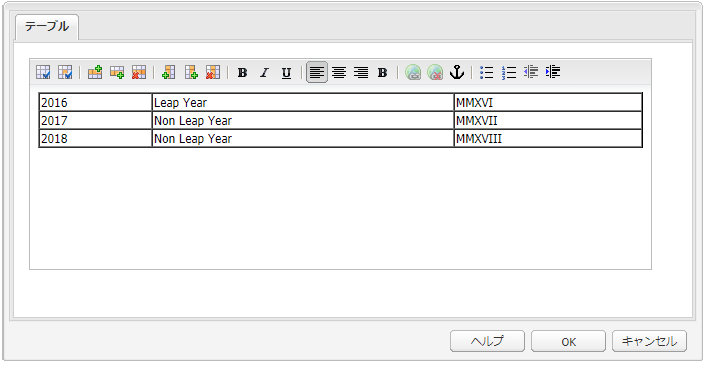 テーブル
B I U B
2016 Leap Year MMXVI
2017 Non Leap Year MMXVII
2018 Non Leap Year MMXVIII
ヘルプ OK キャンセル